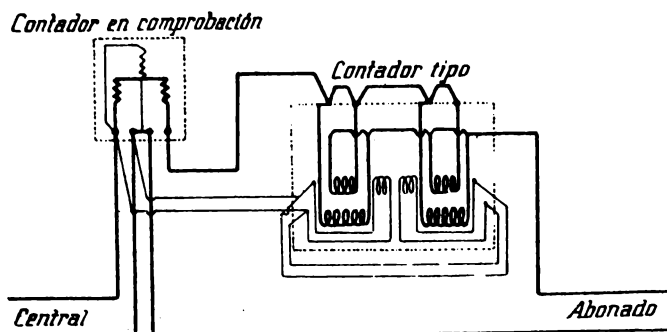 Contador en comprobación
Contador tipo
Central
Abonado